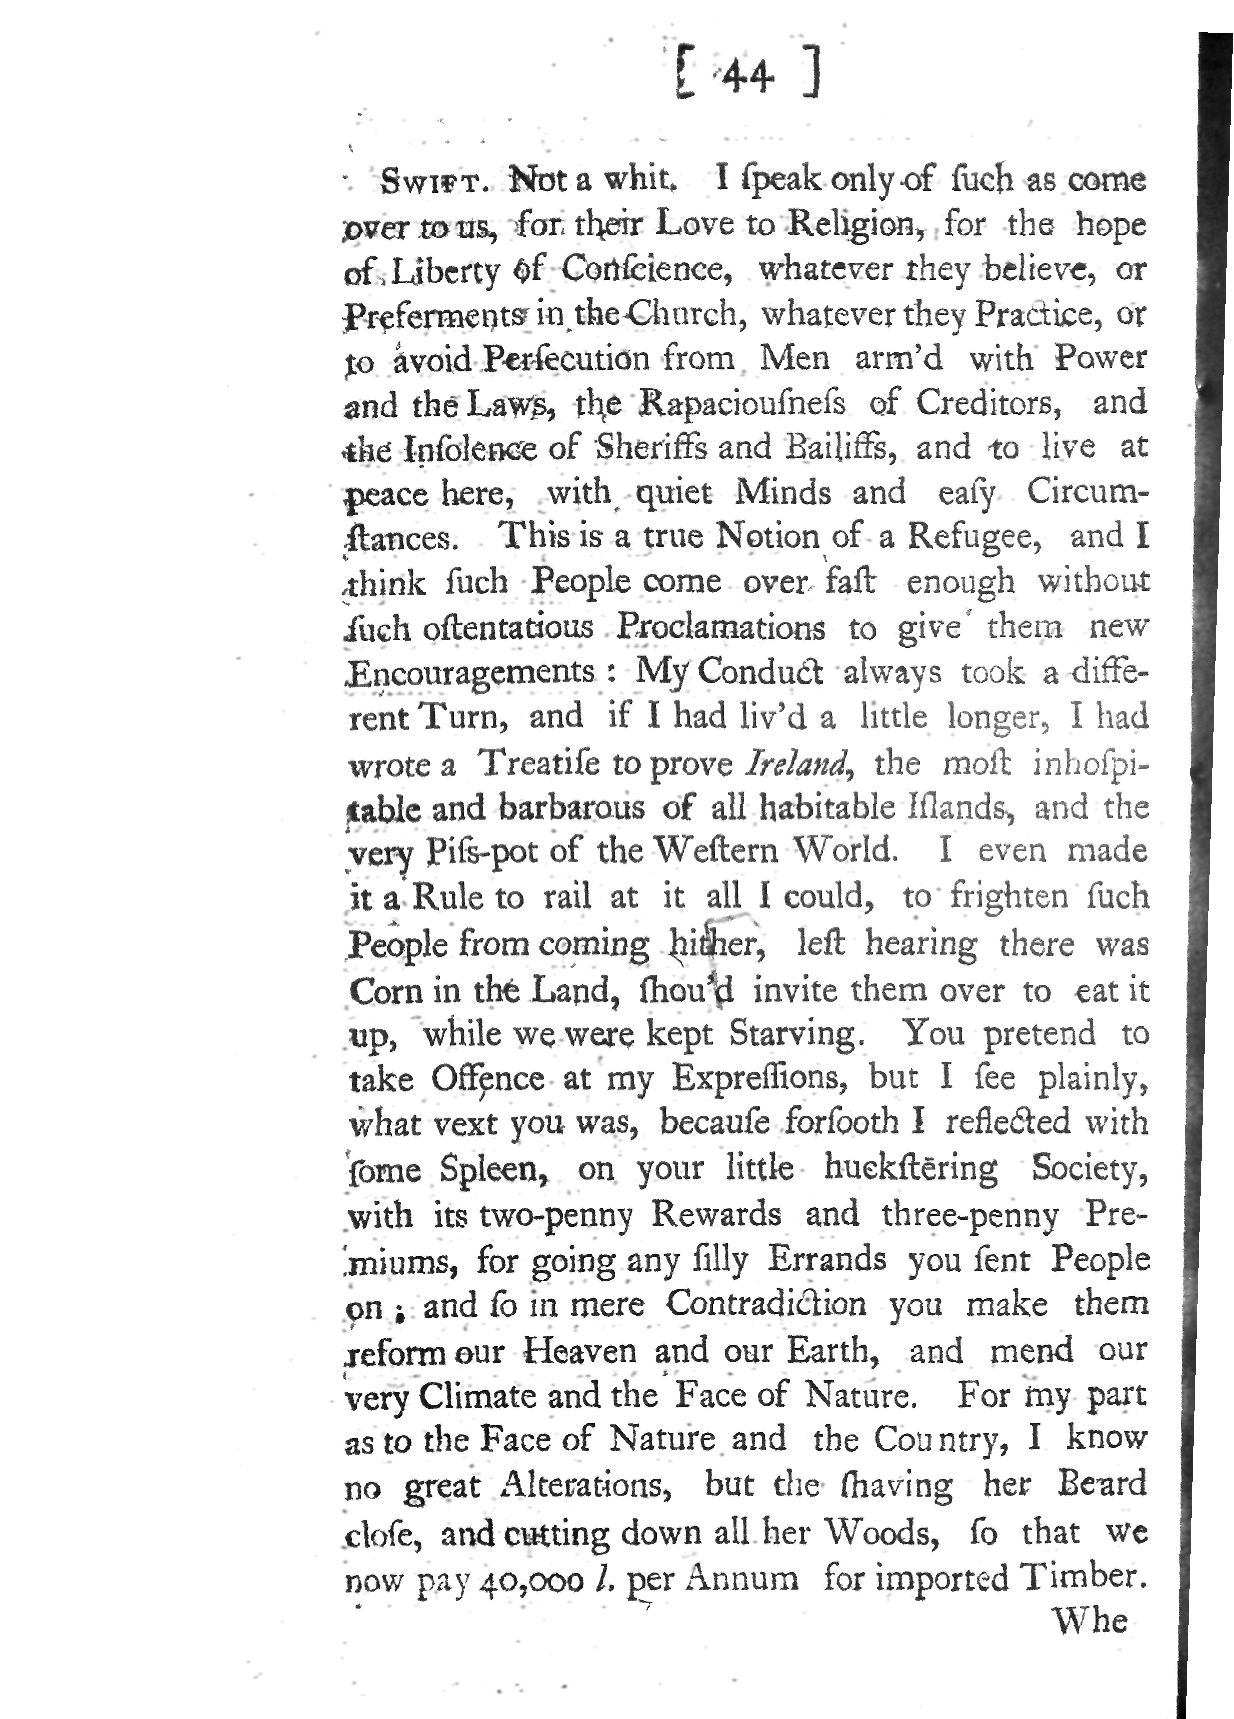 [ 44 ]
SWIFT. Not a whit. I ſpeak only of ſuch as come
over to us, for their Love to Religion, for the hope
of Liberty of Conſcience, whatever they believe, or
Preferments in the Church, whatever they Practice, or
to avoid Perſecution from Men arm'd with Power
and the Laws, the Rapaciouſneſs of Creditors, and
the Inſolence of Sheriffs and Bailiffs, and to live at
peace here, with quiet Minds and eaſy Circum-
ſtances. This is a true Notion of a Refugee, and I
think ſuch People come over faſt enough without
ſuch oſtentatious Proclamations to give them new
Encouragements : My Conduct always took a diffe-
rent Turn, and if I had liv'd a little longer, I had
wrote a Treatiſe to prove Ireland, the moſt inhoſpi-
table and barbarous of all habitable Iſlands, and the
very Piſs-pot of the Weſtern World. I even made
it a Rule to rail at it all I could, to frighten ſuch
People from coming hither, leſt hearing there was
Corn in the Land, ſhou'd invite them over to eat it
up, while we were kept Starving. You pretend to
take Offence at my Expreſſions, but I ſee plainly,
what vext you was, becauſe forſooth I reflected with
ſome Spleen, on your little huckſtering Society,
with its two-penny Rewards and three-penny Pre-
miums, for going any ſilly Errands you ſent People
on ; and ſo in mere Contradiction you make them
reform our Heaven and our Earth, and mend our
very Climate and the Face of Nature. For my part
as to the Face of Nature and the Country, I know
no great Alterations, but the ſhaving her Beard
cloſe, and cutting down all her Woods, ſo that we
now pay 40,000 l. per Annum for imported Timber.
Whe